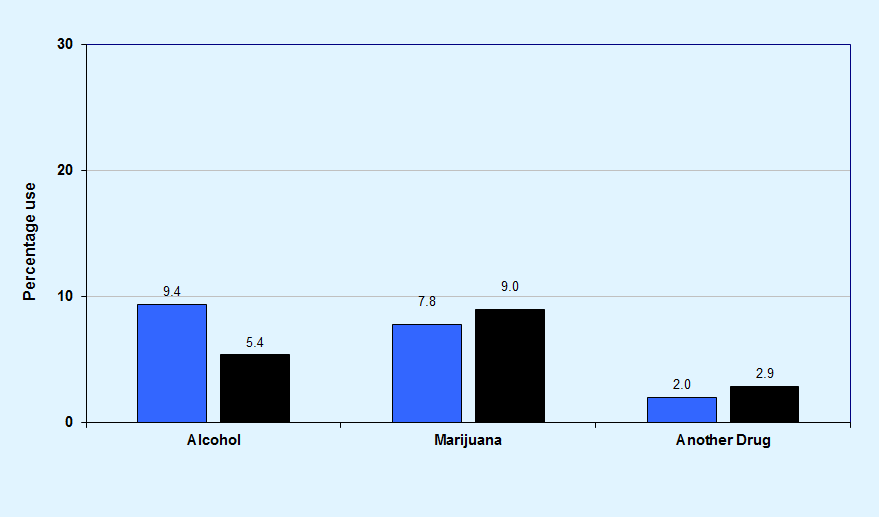 30
20
10
0
Percentage use
9.4
5.4
7.8
9.0
2.0
2.9
Alcohol
Marijuana
Another Drug